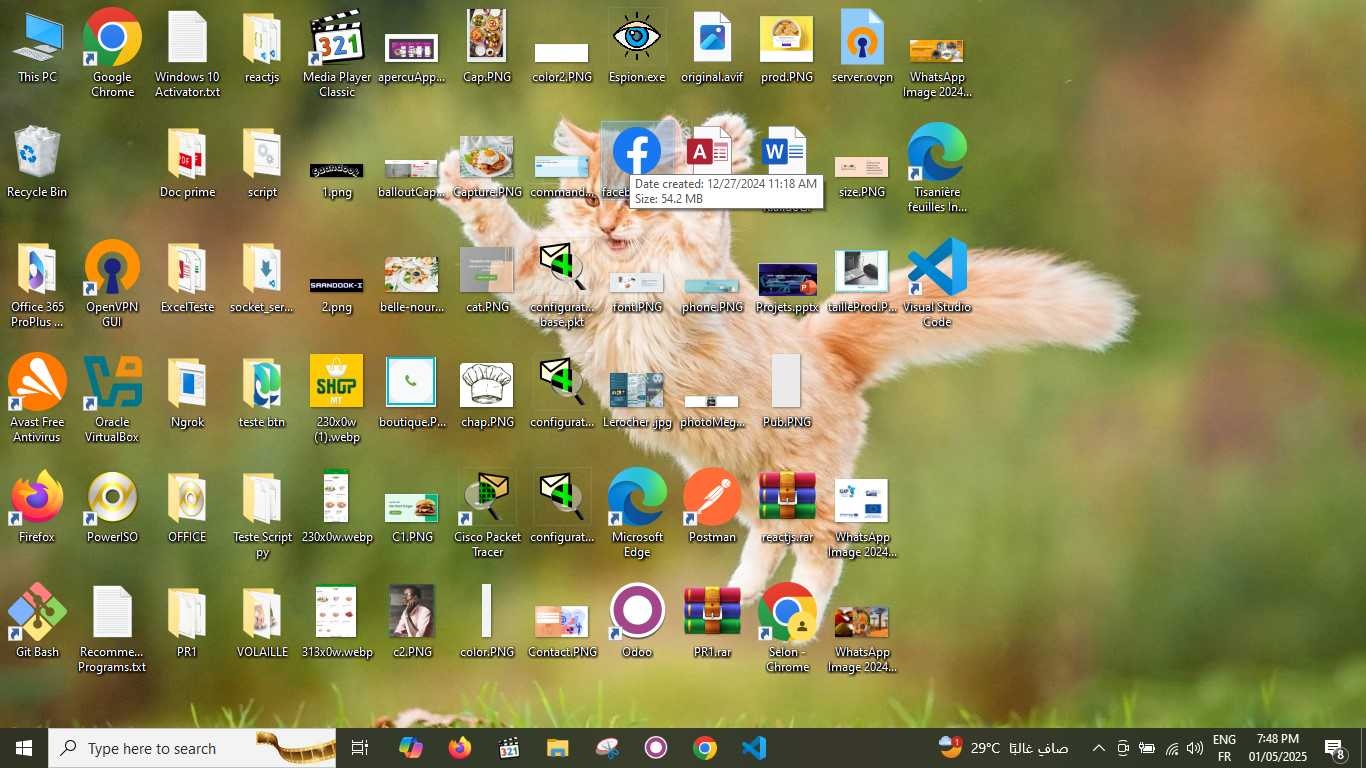 This PC
Google
Chrome
Windows 10
Activator.txt
reactjs
Media Player
Classic
321
apercuApp...
Cap.PNG
color2.PNG
Espion.exe
original.avif
prod.PNG
server.ovpn
WhatsApp
Image 2024...
Recycle Bin
Doc prime
PDF
script
1.png
balloutCap...
Capture.PNG
command...
Date created: 12/27/2024 11:18 AM
Size: 54.2 MB
size.PNG
Tisanière
feuilles In...
Office 365
ProPlus ...
OpenVPN
GUI
ExcelTeste
socket_ser...
SAANDOOK-I
2.png
belle-nour...
cat.PNG
configurat...
base.pkt
font.PNG
phone.PNG
Projets.pptx
tailleProd.P...
Visual Studio
Code
Avast Free
Antivirus
Oracle
VirtualBox
Ngrok
teste btn
SHOP
MT
230x0w
(1).webp
boutique.P...
chap.PNG
configurat...
Lerocher .jpg
photoMeg...
Pub.PNG
Firefox
PowerISO
OFFICE
Teste Script
py
230x0w.webp
C1.PNG
Cisco Packet
Tracer
configurat...
Microsoft
Edge
Postman
reactjs.rar
WhatsApp
Image 2024...
Git Bash
Recomme...
Programs.txt
PR1
VOLAILLE
313x0w.webp
c2.PNG
color.PNG
Contact.PNG
Odoo
PR1.rar
Selon -
Chrome
WhatsApp
Image 2024...
Type here to search
321
1
29°C صافٍ غالبًا
ENG
FR
7:48 PM
01/05/2025
8